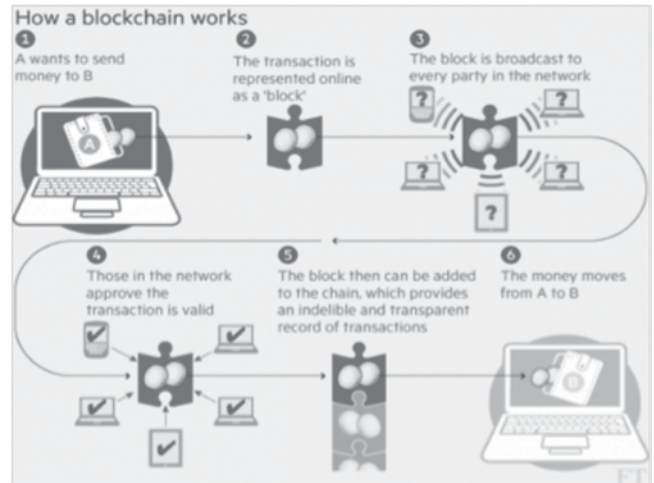 How a blockchain works
1
A wants to send
money to B
2
The transaction is
represented online
as a 'block'
3
The block is broadcast to
every party in the network
A
?
?
?
?
?
4
Those in the network
approve the
transaction is valid
5
The block then can be added
to the chain, which provides
an indelible and transparent
record of transactions
6
The money moves
from A to B
B
FT